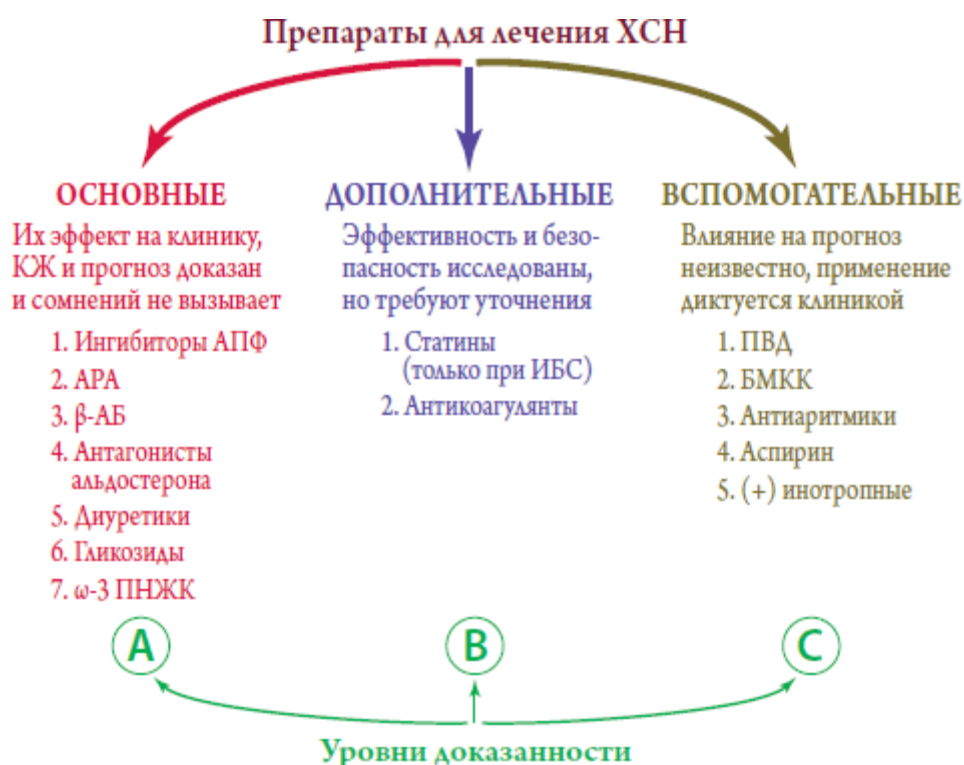 Препараты для лечения ХСН
ОСНОВНЫЕ
Их эффект на клинику,
КЖ и прогноз доказан
и сомнений не вызывает
1. Ингибиторы АПФ
2. АРА
3. β-АБ
4. Антагонисты
альдостерона
5. Диуретики
6. Гликозиды
7. ω-3 ПНЖК
ДОПОЛНИТЕЛЬНЫЕ
Эффективность и безо-
пасность исследованы,
но требуют уточнения
1. Статины
(только при ИБС)
2. Антикоагулянты
ВСПОМОГАТЕЛЬНЫЕ
Влияние на прогноз
неизвестно, применение
диктуется клиникой
1. ПВД
2. БМКК
3. Антиаритмики
4. Аспирин
5. (+) инотропные
A
B
C
Уровни доказанности